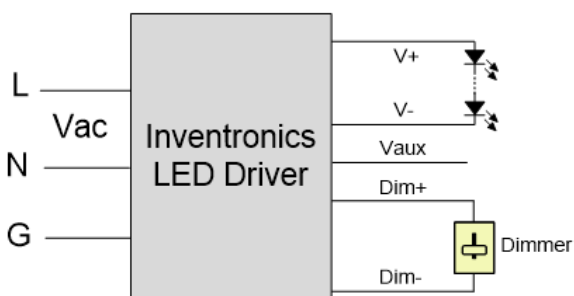 L
Vac
N
G
Inventronics
LED Driver
V+
V-
Vaux
Dim+
Dimmer
Dim-